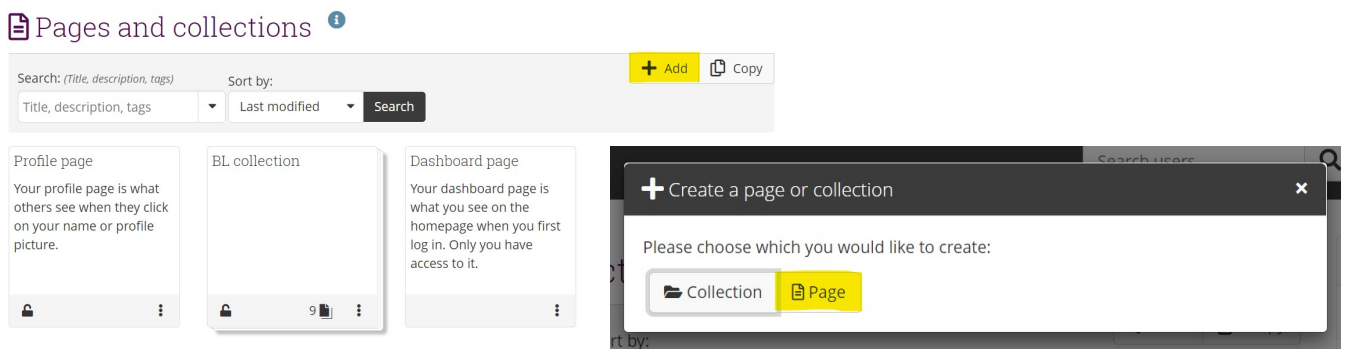 Pages and collections
Search: (Title, description, tags)
Sort by:
Add
Copy
Title, description, tags
Last modified
Search
Profile page
Your profile page is what
others see when they click
on your name or profile
picture.
BL collection
9
Dashboard page
Your dashboard page is
what you see on the
homepage when you first
log in. Only you have
access to it.
Search users
Create a page or collection
Please choose which you would like to create:
Collection
Page
rt by: